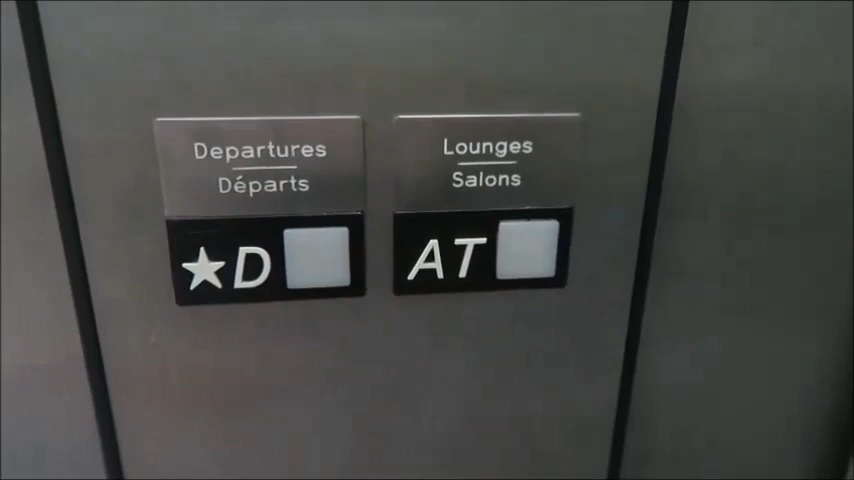 Departures
Départs
★D
Lounges
Salons
AT